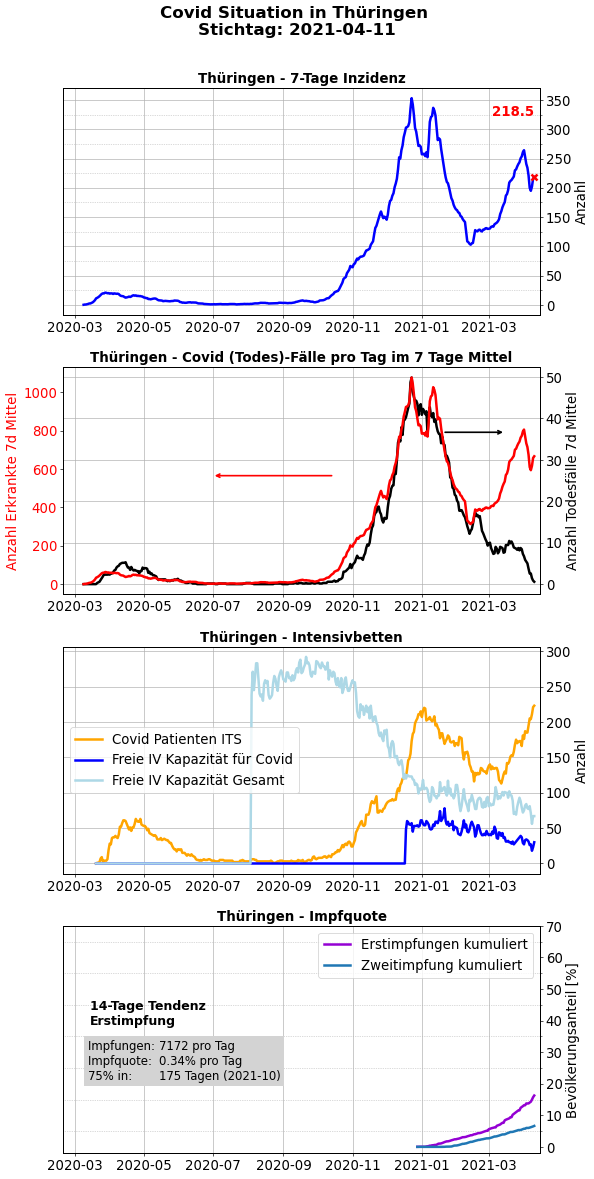 Covid Situation in Thüringen
Stichtag: 2021-04-11
Thüringen - 7-Tage Inzidenz
218.5
350
300
250
200
150
100
50
0
Anzahl
2020-03 2020-05 2020-07 2020-09 2020-11 2021-01 2021-03
Thüringen - Covid (Todes)-Fälle pro Tag im 7 Tage Mittel
Anzahl Erkrankte 7d Mittel
1000
800
600
400
200
0
50
40
30
20
10
0
Anzahl Todesfälle 7d Mittel
2020-03 2020-05 2020-07 2020-09 2020-11 2021-01 2021-03
Thüringen - Intensivbetten
Covid Patienten ITS
Freie IV Kapazität für Covid
Freie IV Kapazität Gesamt
300
250
200
150
100
50
0
Anzahl
2020-03 2020-05 2020-07 2020-09 2020-11 2021-01 2021-03
Thüringen - Impfquote
Erstimpfungen kumuliert
Zweitimpfung kumuliert
14-Tage Tendenz
Erstimpfung
Impfungen: 7172 pro Tag
Impfquote: 0.34% pro Tag
75% in: 175 Tagen (2021-10)
70
60
50
40
30
20
10
0
Bevölkerungsanteil [%]
2020-03 2020-05 2020-07 2020-09 2020-11 2021-01 2021-03